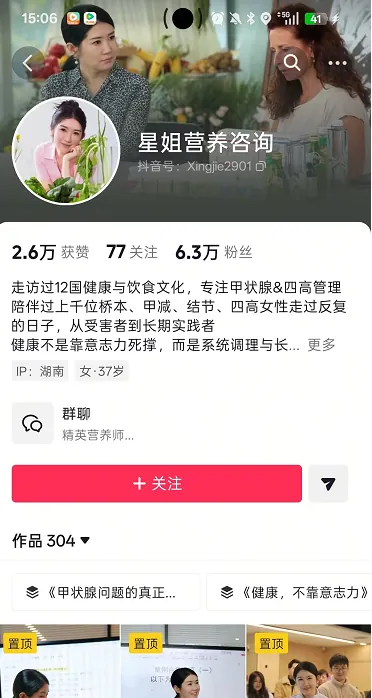 15:06
5G
41
星姐营养咨询
抖音号：Xingjie2901
2.6万 获赞 77 关注 6.3万 粉丝
走访过12国健康与饮食文化，专注甲状腺&四高管理
陪伴过上千位桥本、甲减、结节、四高女性走过反复
的日子，从受害者到长期实践者
健康不是靠意志力死撑，而是系统调理与长... 更多
IP：湖南 女·37岁
群聊
精英营养师...
关注
作品 304
《甲状腺问题的真正... 《健康，不靠意志力》
置顶 置顶 置顶